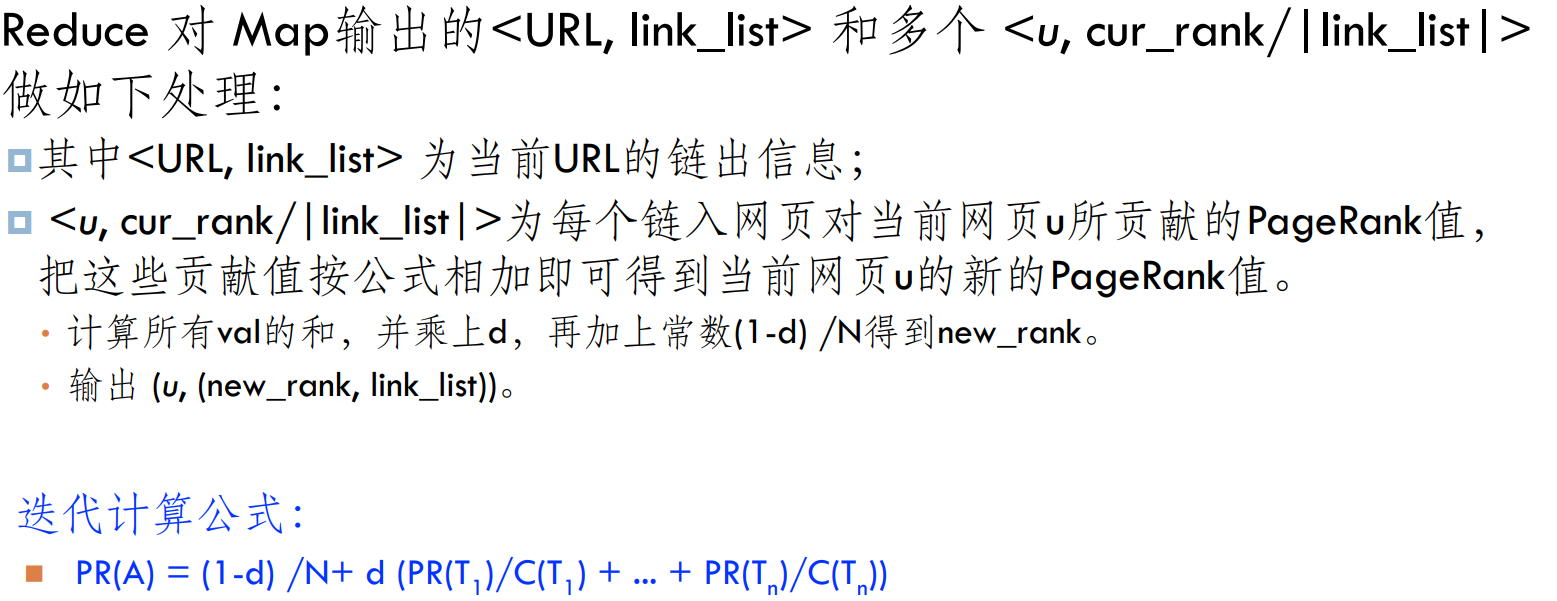 Reduce 对 Map输出的<URL, link_list> 和多个 <u, cur_rank/|link_list|>
做如下处理：
其中<URL, link_list> 为当前URL的链出信息；
<u, cur_rank/|link_list|>为每个链入网页对当前网页u所贡献的PageRank值，
把这些贡献值按公式相加即可得到当前网页u的新的PageRank值。
• 计算所有val的和，并乘上d，再加上常数(1-d) /N得到new_rank。
• 输出 (u, (new_rank, link_list))。
迭代计算公式：
PR(A) = (1-d) /N+ d (PR(T₁)/C(T₁) + ... + PR(Tₙ)/C(Tₙ))